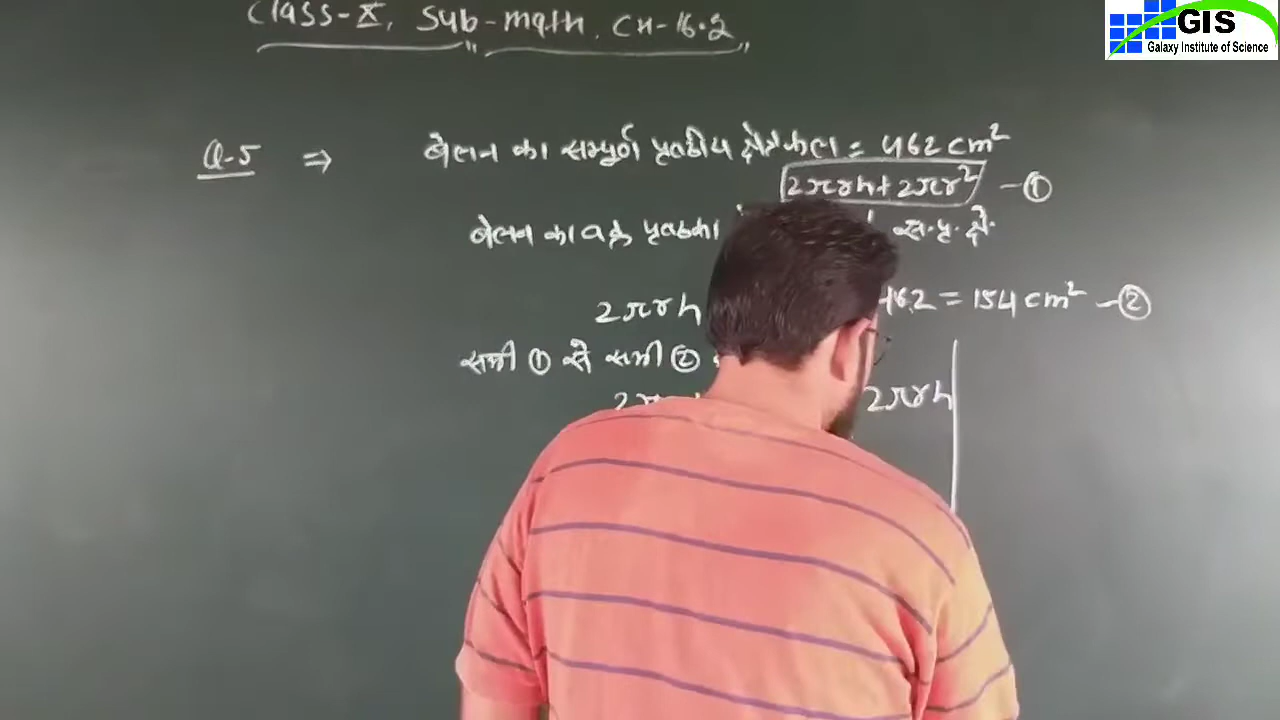 Class-X, Sub-math, CH-16.2
GIS
Galaxy Institute of Science
Q-5 ⇒ बेलन का सम्पूर्ण पृष्ठीय क्षेत्रफल = 462 cm²
2πrh + 2πr² - ①
बेलन का वक्र पृष्ठ का स.पृ.क्षे.
2πrh 462 = 154 cm² - ②
समी ① से समी ②
2πrh